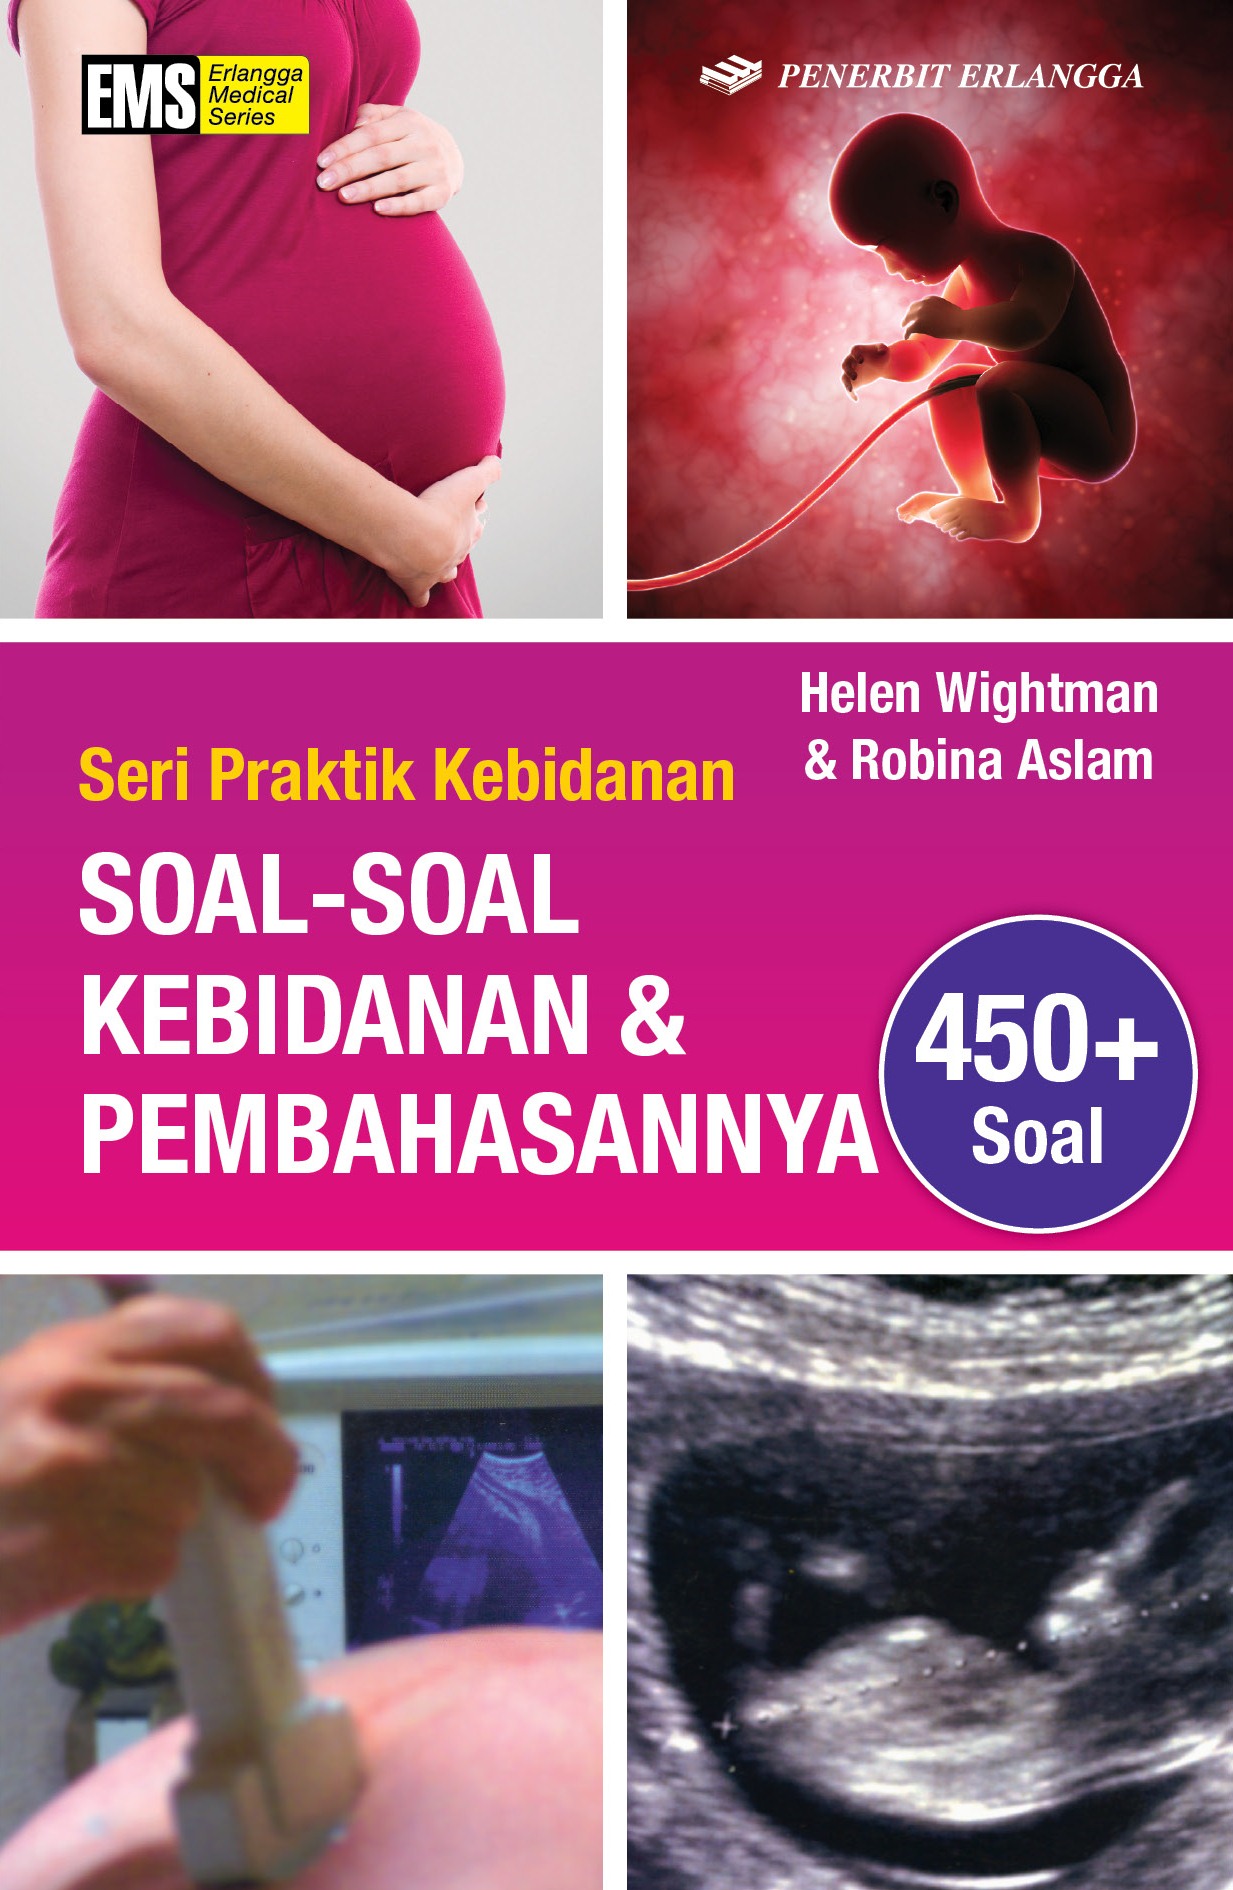 EMS
Erlangga
Medical
Series
PENERBIT ERLANGGA
Helen Wightman
& Robina Aslam
Seri Praktik Kebidanan
SOAL-SOAL
KEBIDANAN &
PEMBAHASANNYA
450+
Soal